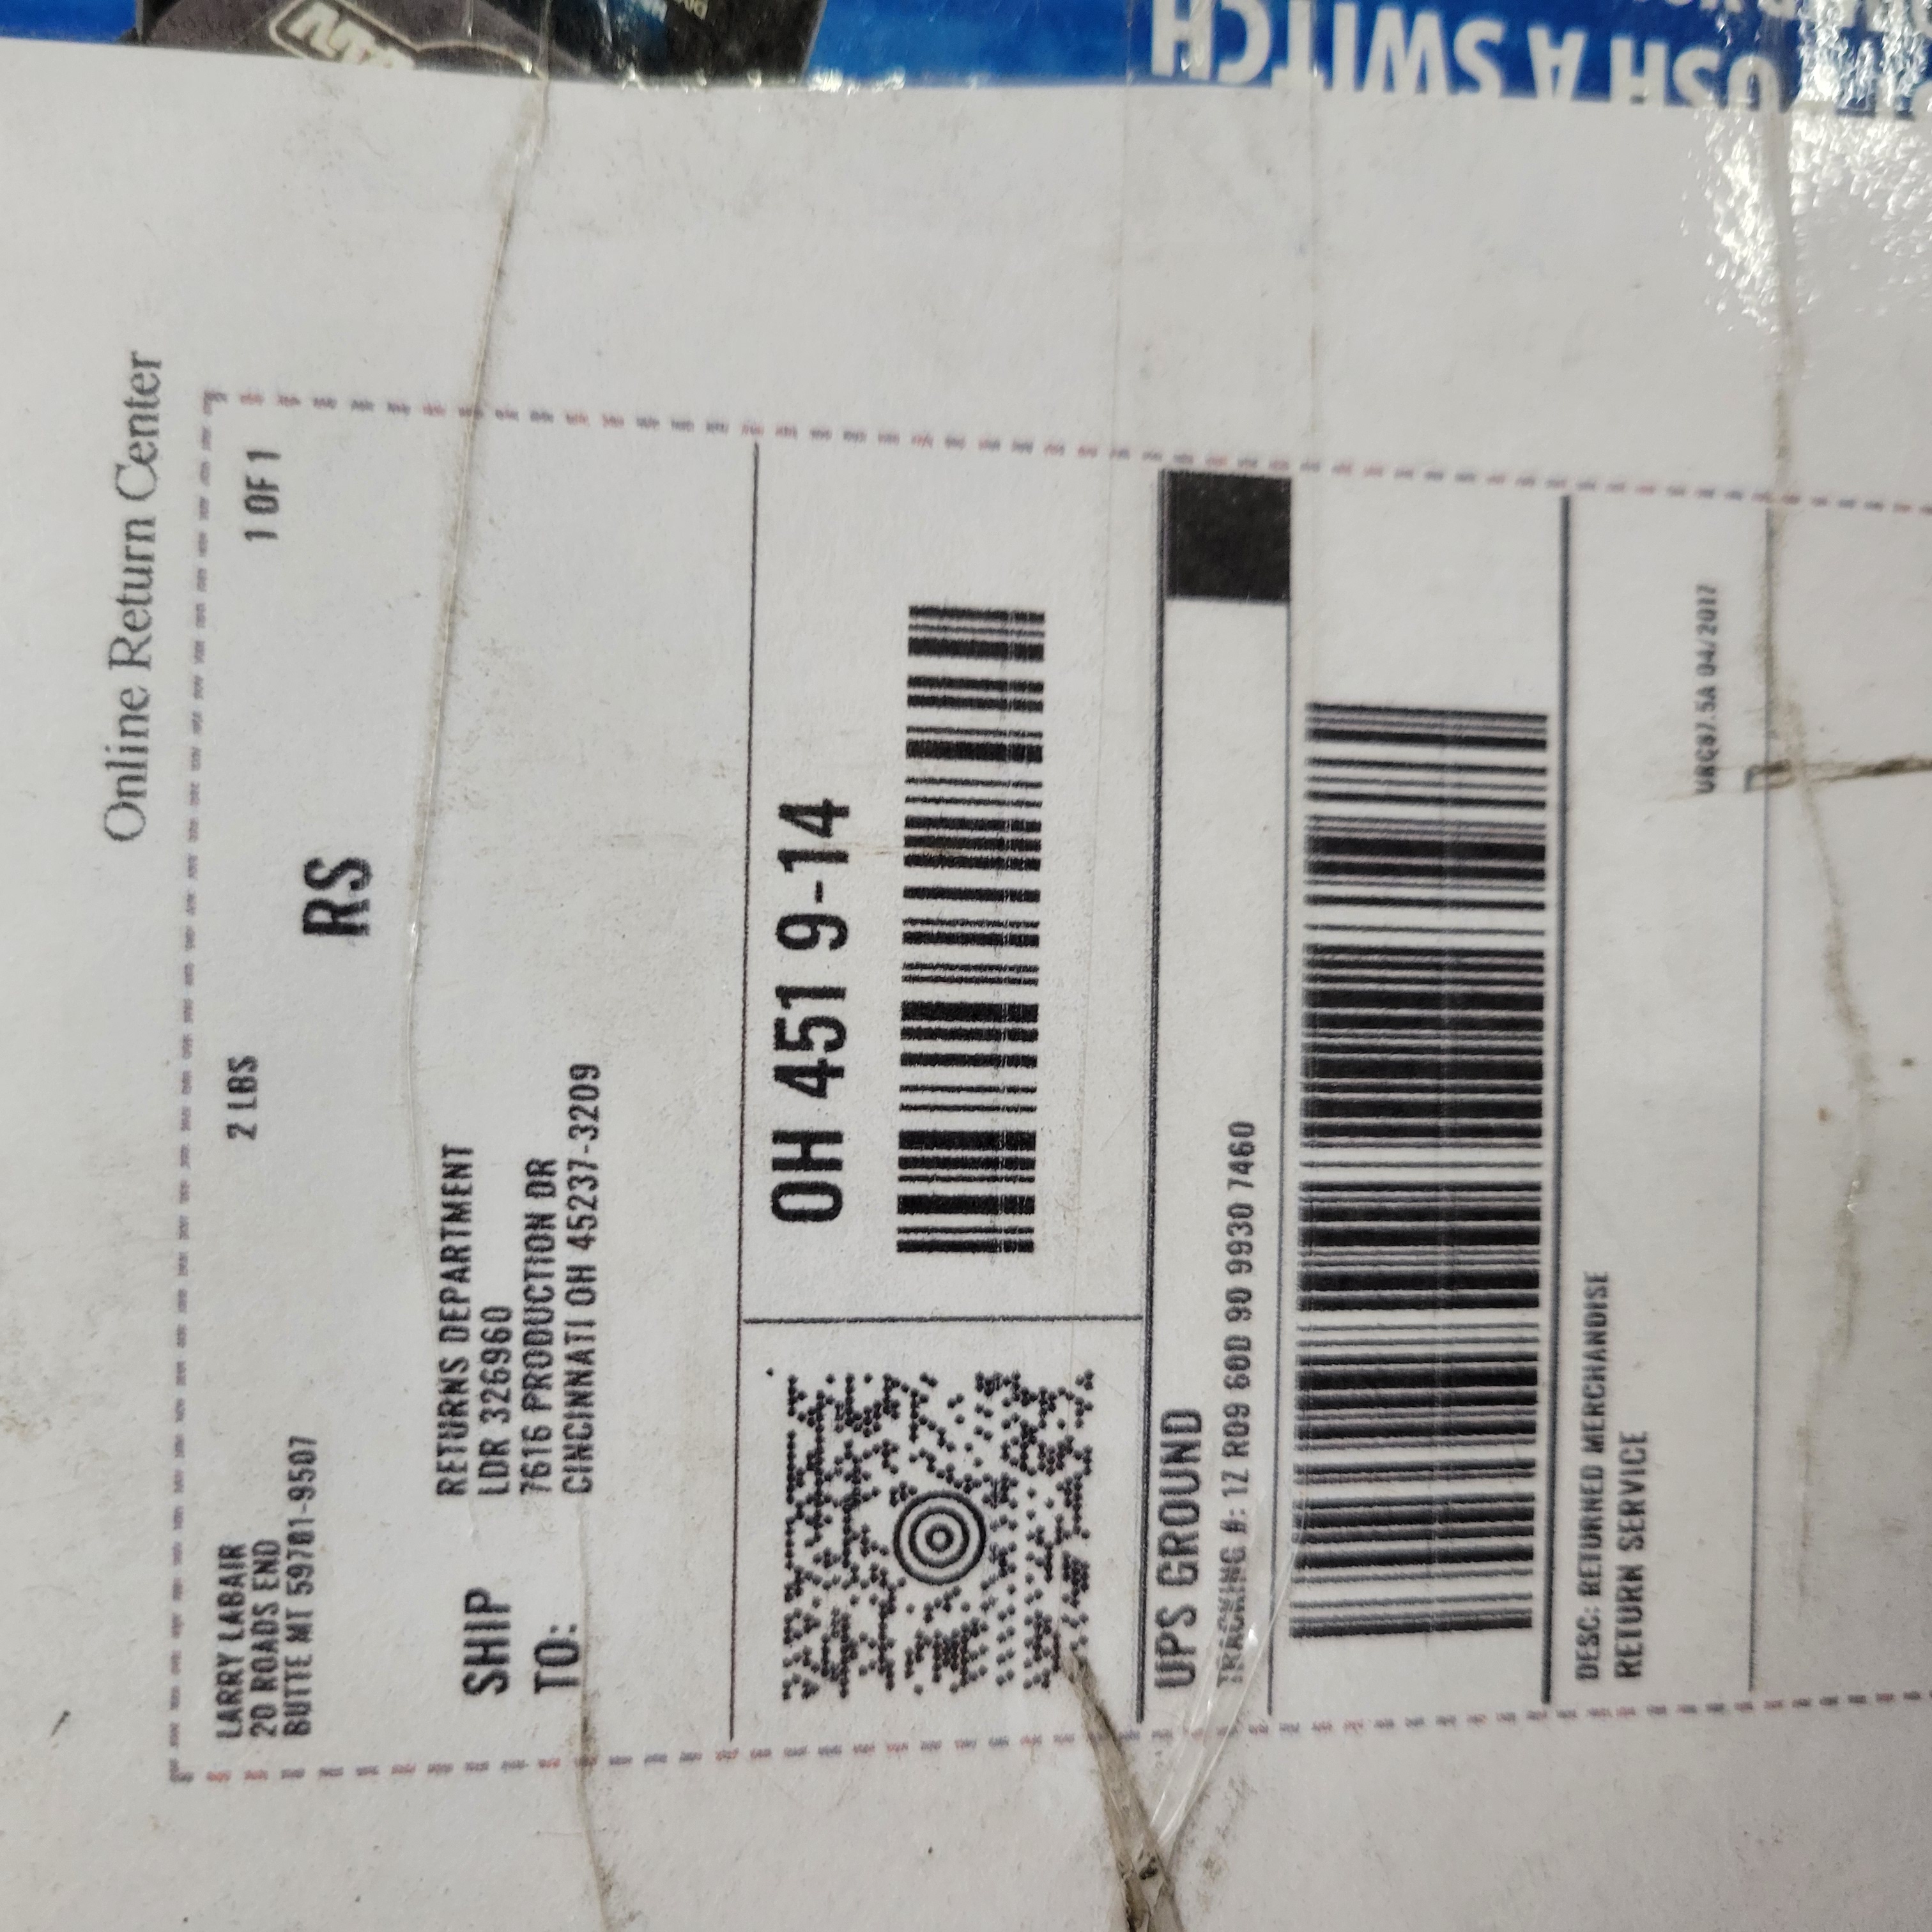 USH A SWITCH
Online Return Center
LARRY LABAIR
20 ROADS END
BUTTE MT 59701-9507
2 LBS
1 OF 1
RS
SHIP
TO:
RETURNS DEPARTMENT
LDR 326960
7616 PRODUCTION DR
CINCINNATI OH 45237-3209
OH 451 9-14
UPS GROUND
TRACKING #: 1Z R09 60D 90 9930 7460
DESC: RETURNED MERCHANDISE
RETURN SERVICE
04/2017